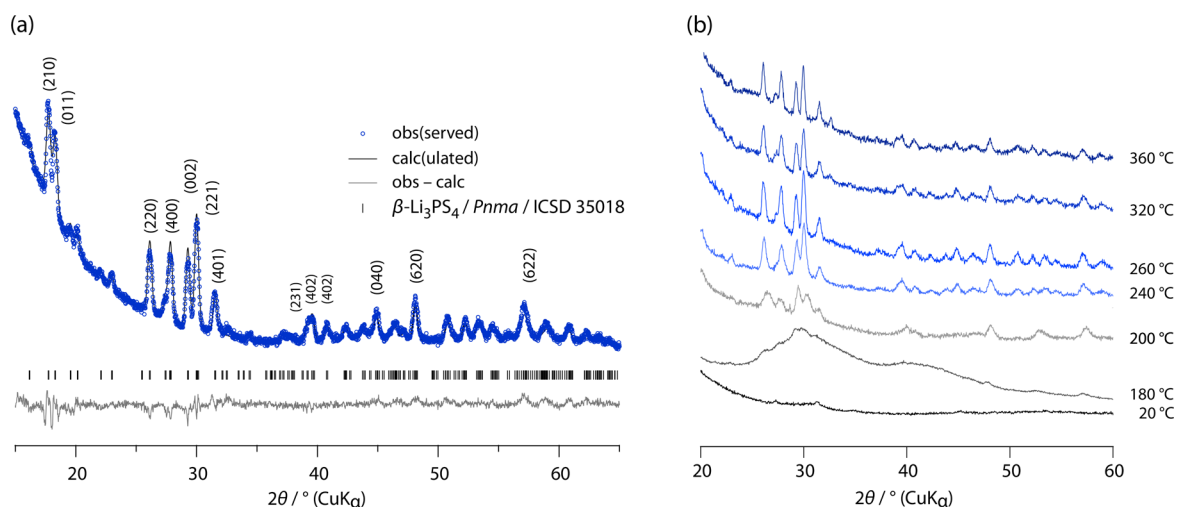 (a)
(210)
(011)
(220)
(400)
(002)
(221)
(401)
(231)
(402)
(402)
(040)
(620)
(622)
obs(served)
calc(ulated)
obs – calc
β-Li₃PS₄ / Pnma / ICSD 35018
20
30
40
50
60
2θ / ° (CuKα)
(b)
360 °C
320 °C
260 °C
240 °C
200 °C
180 °C
20 °C
20
30
40
50
60
2θ / ° (CuKα)